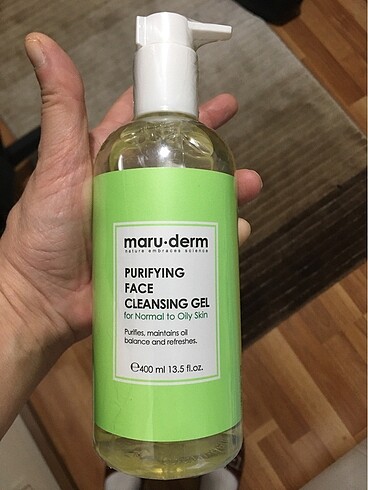 maru·derm
nature embraces science
PURIFYING
FACE
CLEANSING GEL
for Normal to Oily Skin
Purifies, maintains oil
balance and refreshes.
℮400 ml 13.5 fl.oz.